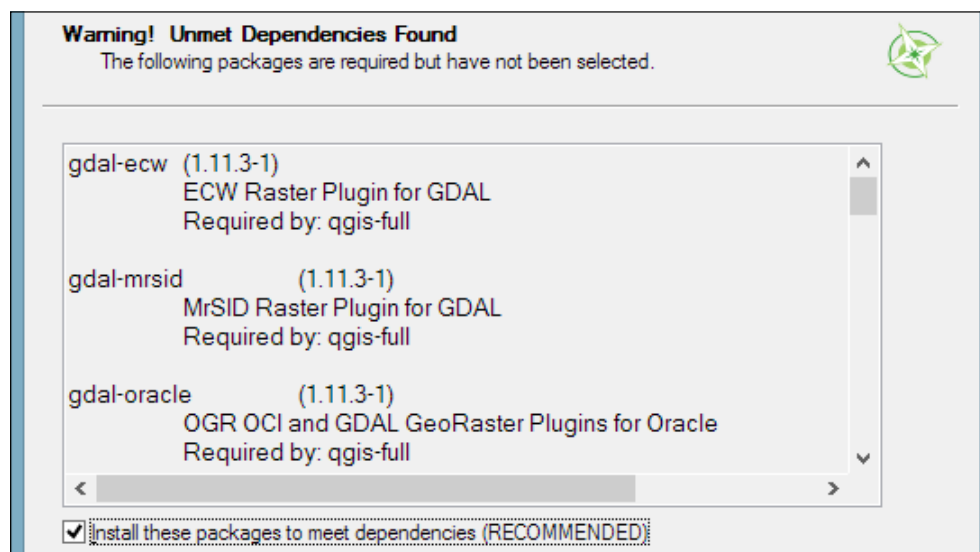 Warning! Unmet Dependencies Found
The following packages are required but have not been selected.
gdal-ecw (1.11.3-1)
ECW Raster Plugin for GDAL
Required by: qgis-full
gdal-mrsid (1.11.3-1)
MrSID Raster Plugin for GDAL
Required by: qgis-full
gdal-oracle (1.11.3-1)
OGR OCI and GDAL GeoRaster Plugins for Oracle
Required by: qgis-full
Install these packages to meet dependencies (RECOMMENDED)